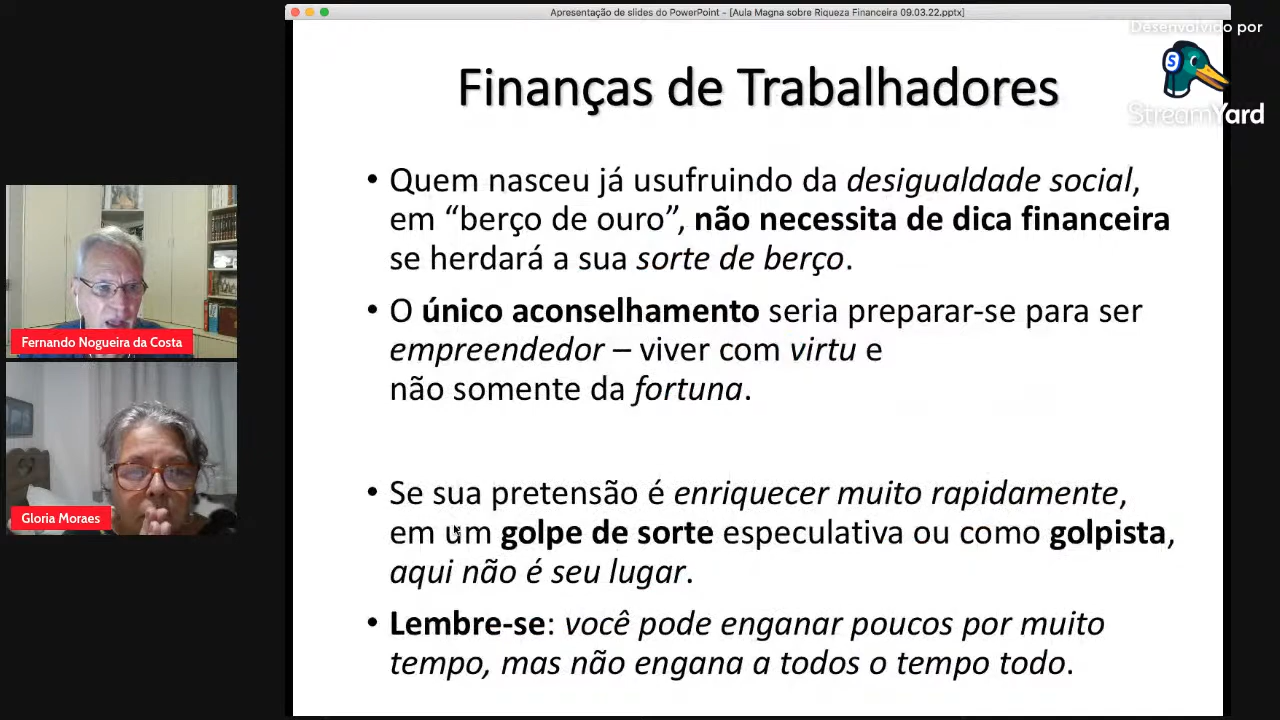 Apresentação de slides do PowerPoint - [Aula Magna sobre Riqueza Financeira 09.03.22.pptx]
Desenvolvido por
S
StreamYard
Finanças de Trabalhadores
• Quem nasceu já usufruindo da desigualdade social,
em “berço de ouro”, não necessita de dica financeira
se herdará a sua sorte de berço.
• O único aconselhamento seria preparar-se para ser
empreendedor – viver com virtu e
não somente da fortuna.
• Se sua pretensão é enriquecer muito rapidamente,
em um golpe de sorte especulativa ou como golpista,
aqui não é seu lugar.
• Lembre-se: você pode enganar poucos por muito
tempo, mas não engana a todos o tempo todo.
Fernando Nogueira da Costa
Gloria Moraes